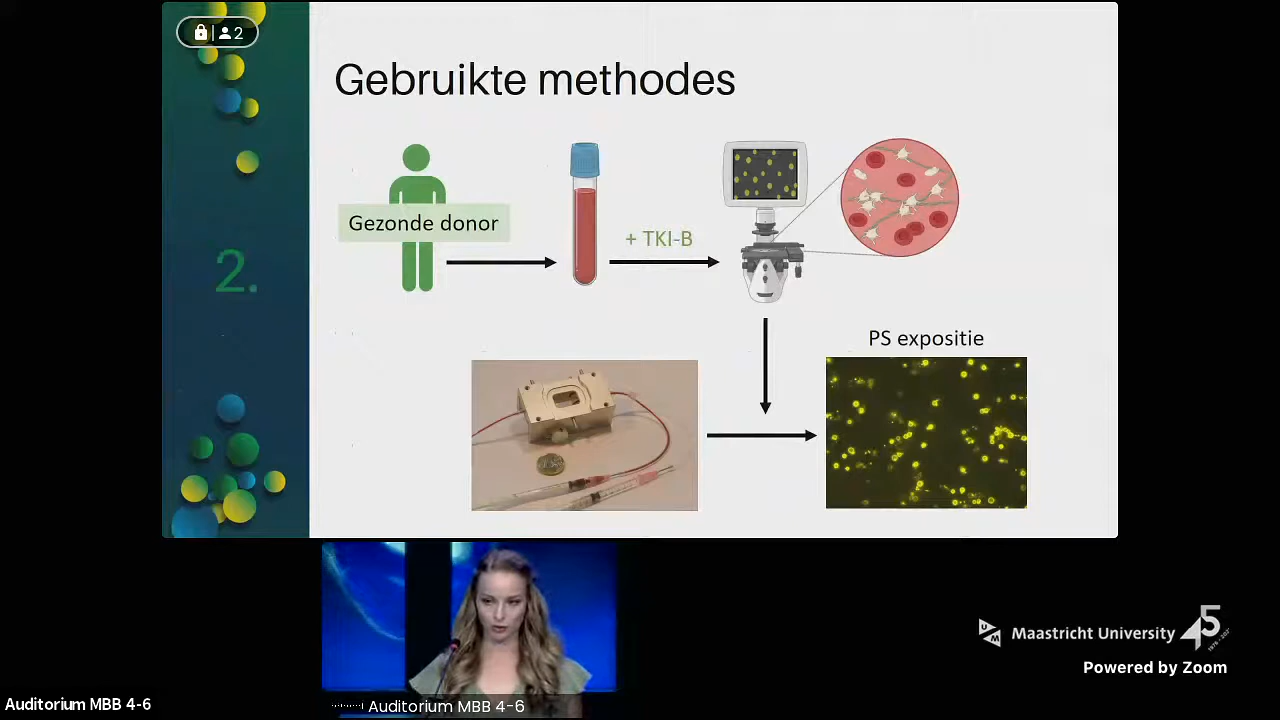 2
Gebruikte methodes
Gezonde donor
+ TKI-B
2.
PS expositie
Maastricht University
45
Powered by Zoom
Auditorium MBB 4-6
Auditorium MBB 4-6